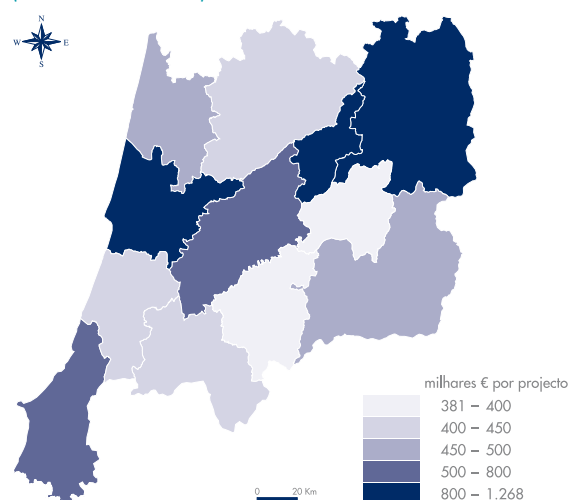 N
W E
S
milhares € por projecto
381 – 400
400 – 450
450 – 500
500 – 800
800 – 1.268
0 20 Km